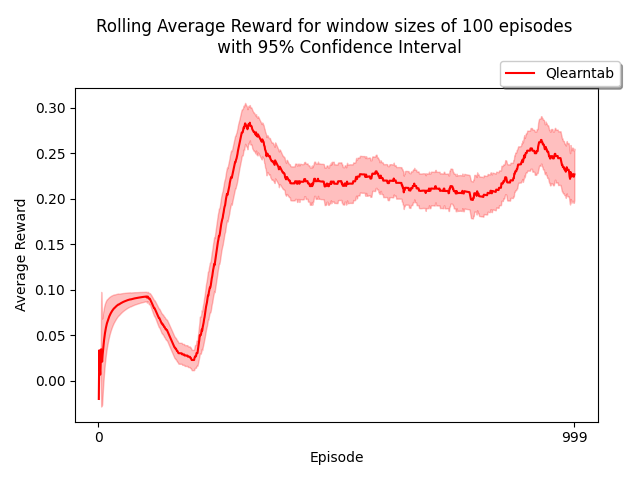 Rolling Average Reward for window sizes of 100 episodes
with 95% Confidence Interval
Qlearntab
Average Reward
0.30
0.25
0.20
0.15
0.10
0.05
0.00
0
999
Episode